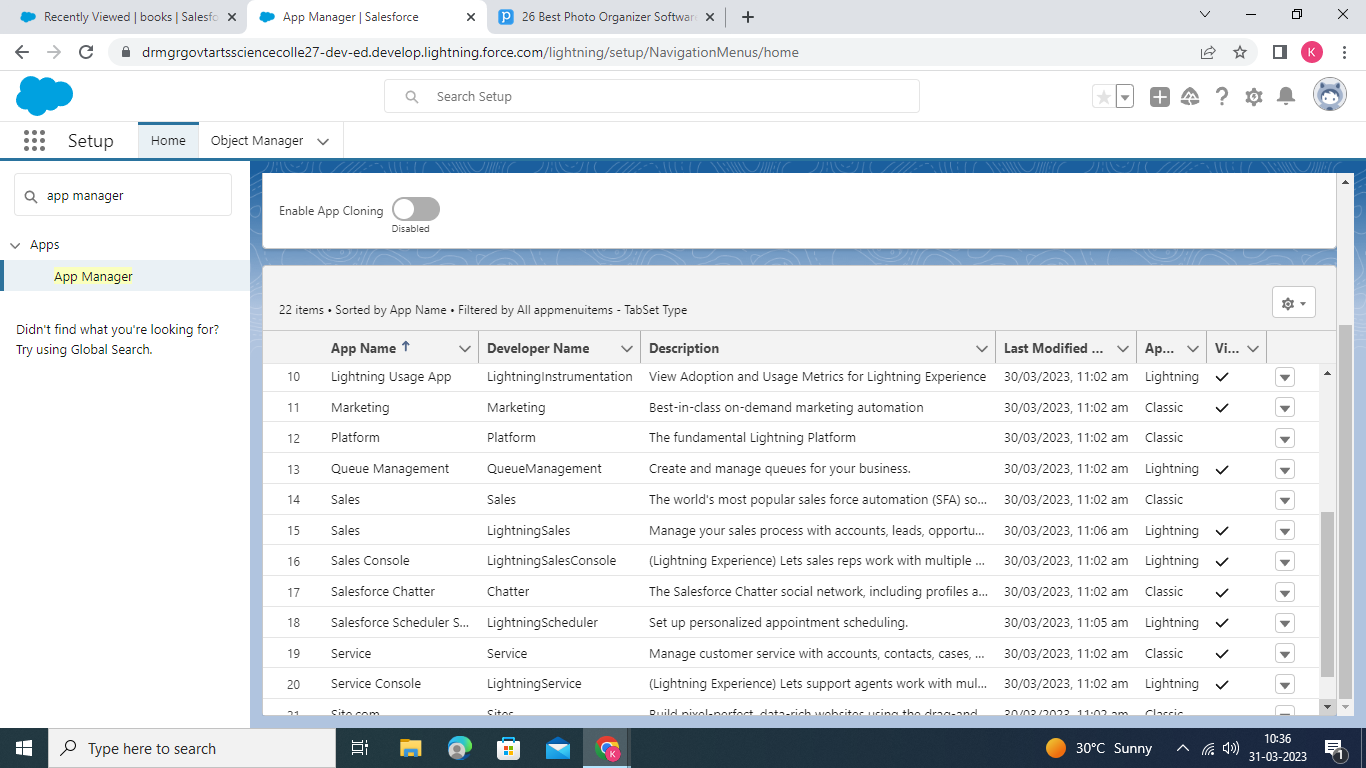 Recently Viewed | books | Salesfo
App Manager | Salesforce
26 Best Photo Organizer Softwar
drmgrgovtartssciencecolle27-dev-ed.develop.lightning.force.com/lightning/setup/NavigationMenus/home
K
Search Setup
Setup
Home
Object Manager
app manager
Apps
App Manager
Didn't find what you're looking for?
Try using Global Search.
Enable App Cloning
Disabled
22 items • Sorted by App Name • Filtered by All appmenuitems - TabSet Type
App Name Developer Name Description Last Modified ... Ap... Vi...
10 Lightning Usage App LightningInstrumentation View Adoption and Usage Metrics for Lightning Experience 30/03/2023, 11:02 am Lightning
11 Marketing Marketing Best-in-class on-demand marketing automation 30/03/2023, 11:02 am Classic
12 Platform Platform The fundamental Lightning Platform 30/03/2023, 11:02 am Classic
13 Queue Management QueueManagement Create and manage queues for your business. 30/03/2023, 11:02 am Lightning
14 Sales Sales The world's most popular sales force automation (SFA) so... 30/03/2023, 11:02 am Classic
15 Sales LightningSales Manage your sales process with accounts, leads, opportu... 30/03/2023, 11:06 am Lightning
16 Sales Console LightningSalesConsole (Lightning Experience) Lets sales reps work with multiple ... 30/03/2023, 11:02 am Lightning
17 Salesforce Chatter Chatter The Salesforce Chatter social network, including profiles a... 30/03/2023, 11:02 am Classic
18 Salesforce Scheduler S... LightningScheduler Set up personalized appointment scheduling. 30/03/2023, 11:05 am Lightning
19 Service Service Manage customer service with accounts, contacts, cases, ... 30/03/2023, 11:02 am Classic
20 Service Console LightningService (Lightning Experience) Lets support agents work with mul... 30/03/2023, 11:02 am Lightning
21 Site.com Sites Build pixel-perfect, data-rich websites using the drag-and... 30/03/2023, 11:02 am Classic
Type here to search
K
30°C Sunny
10:36
31-03-2023
1